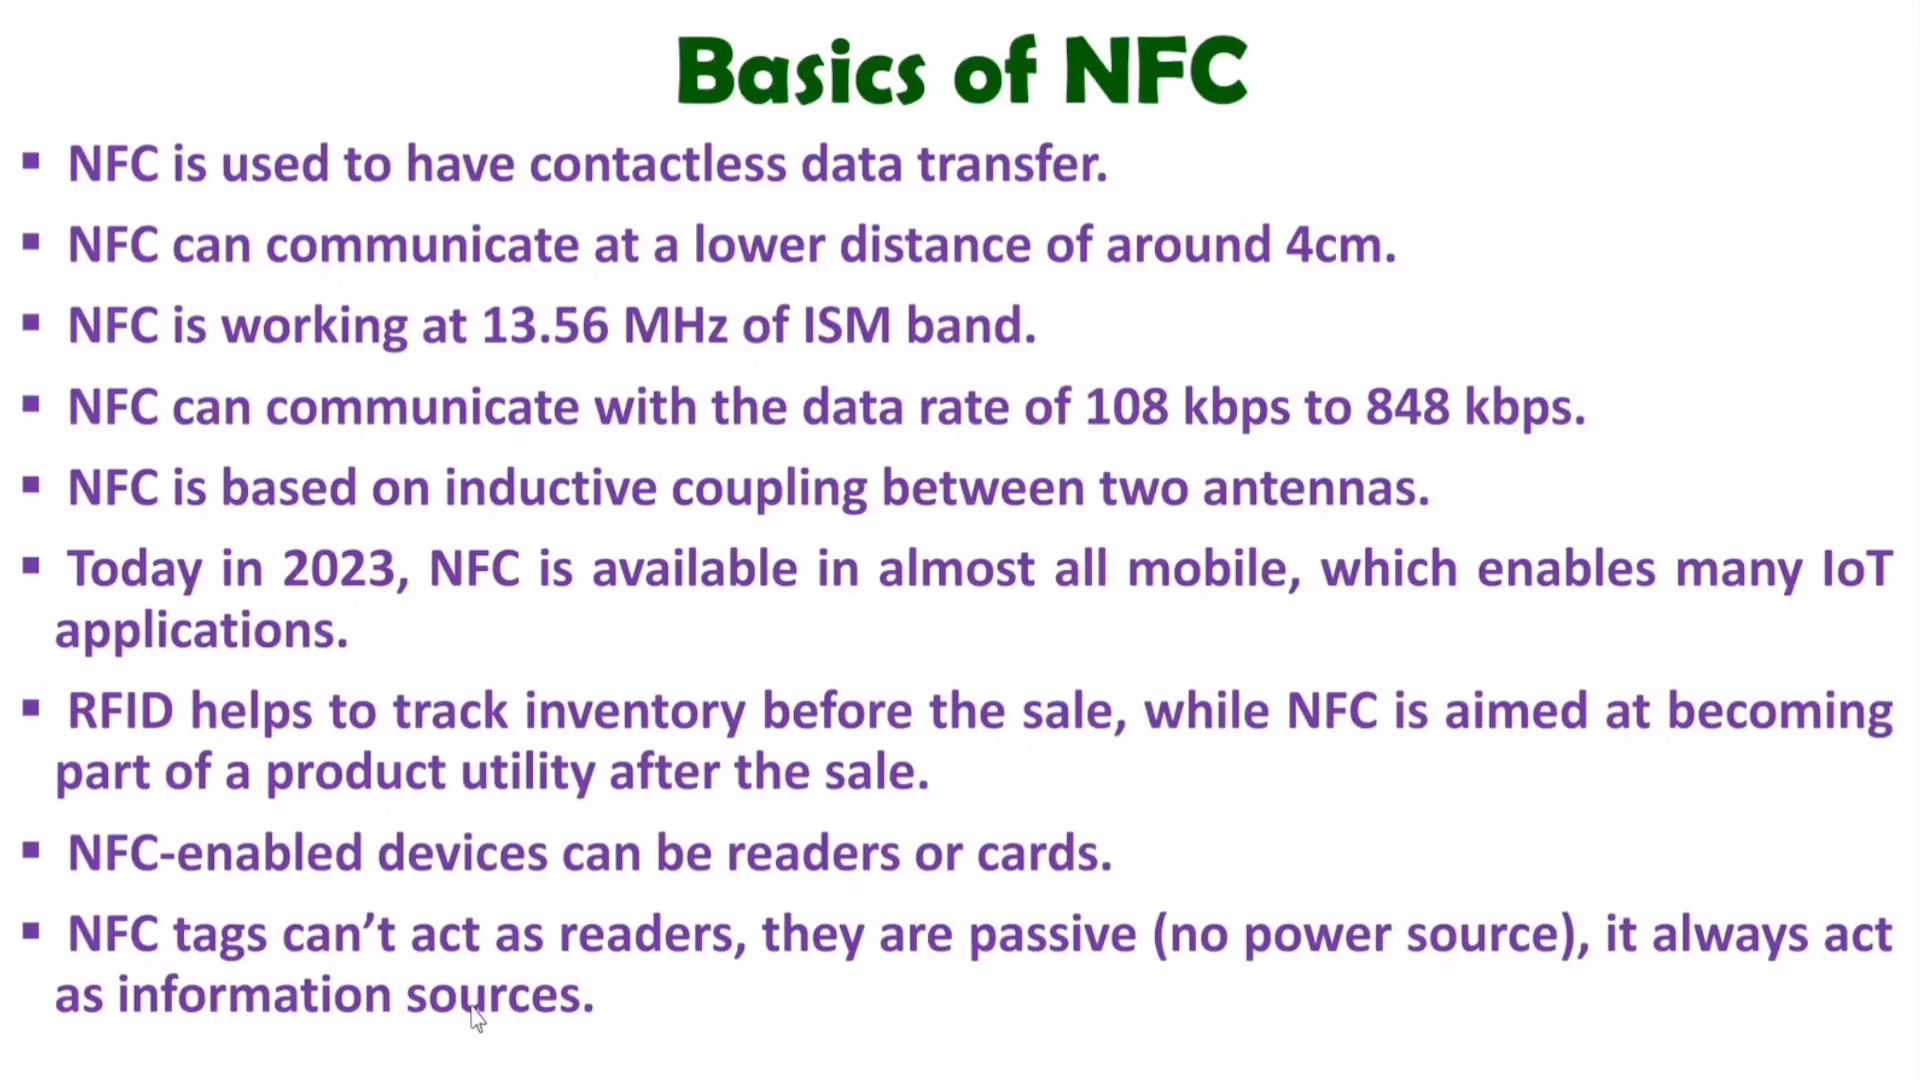 Basics of NFC
▪ NFC is used to have contactless data transfer.
▪ NFC can communicate at a lower distance of around 4cm.
▪ NFC is working at 13.56 MHz of ISM band.
▪ NFC can communicate with the data rate of 108 kbps to 848 kbps.
▪ NFC is based on inductive coupling between two antennas.
▪ Today in 2023, NFC is available in almost all mobile, which enables many IoT
applications.
▪ RFID helps to track inventory before the sale, while NFC is aimed at becoming
part of a product utility after the sale.
▪ NFC-enabled devices can be readers or cards.
▪ NFC tags can’t act as readers, they are passive (no power source), it always act
as information sources.